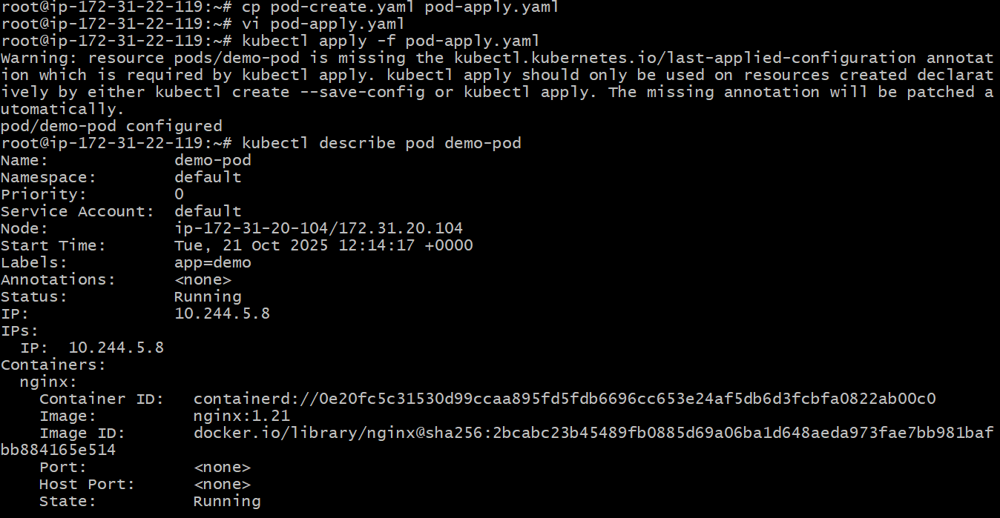 root@ip-172-31-22-119:~# cp pod-create.yaml pod-apply.yaml
root@ip-172-31-22-119:~# vi pod-apply.yaml
root@ip-172-31-22-119:~# kubectl apply -f pod-apply.yaml
Warning: resource pods/demo-pod is missing the kubectl.kubernetes.io/last-applied-configuration annotat
ion which is required by kubectl apply. kubectl apply should only be used on resources created declarat
ively by either kubectl create --save-config or kubectl apply. The missing annotation will be patched a
utomatically.
pod/demo-pod configured
root@ip-172-31-22-119:~# kubectl describe pod demo-pod
Name:             demo-pod
Namespace:        default
Priority:         0
Service Account:  default
Node:             ip-172-31-20-104/172.31.20.104
Start Time:       Tue, 21 Oct 2025 12:14:17 +0000
Labels:           app=demo
Annotations:      <none>
Status:           Running
IP:               10.244.5.8
IPs:
  IP:  10.244.5.8
Containers:
  nginx:
    Container ID:   containerd://0e20fc5c31530d99ccaa895fd5fdb6696cc653e24af5db6d3fcbfa0822ab00c0
    Image:          nginx:1.21
    Image ID:       docker.io/library/nginx@sha256:2bcabc23b45489fb0885d69a06ba1d648aeda973fae7bb981baf
bb884165e514
    Port:           <none>
    Host Port:      <none>
    State:          Running